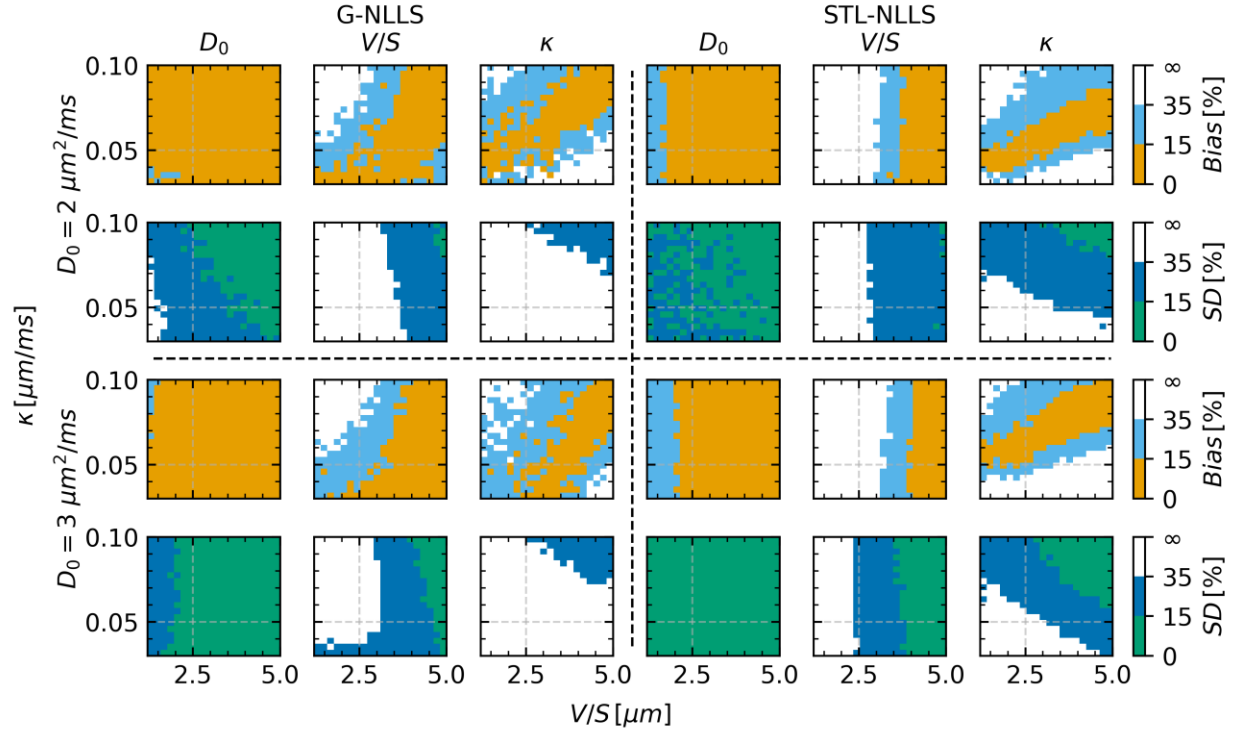 G-NLLS STL-NLLS
D₀ V/S κ D₀ V/S κ
0.10 ∞
35
0.05 15
0
Bias [%]
∞
0.10 35
0.05 15
0
SD [%]
D₀ = 2 μm²/ms
κ [μm/ms]
0.10 ∞
35
0.05 15
0
Bias [%]
∞
0.10 35
0.05 15
0
SD [%]
D₀ = 3 μm²/ms
2.5 5.0 2.5 5.0 2.5 5.0 2.5 5.0 2.5 5.0 2.5 5.0
V/S [μm]